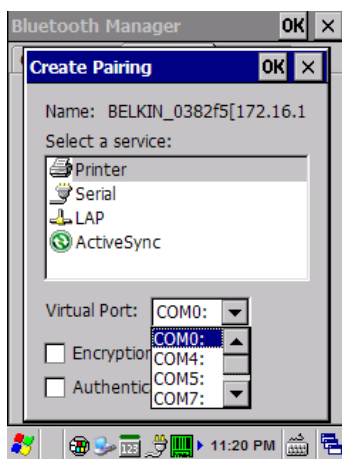 Bluetooth Manager OK ×
Create Pairing OK ×
Name: BELKIN_0382f5[172.16.1
Select a service:
Printer
Serial
LAP
ActiveSync
Virtual Port: COM0:
COM0:
Encryption
COM4:
COM5:
Authentic
COM7:
11:20 PM